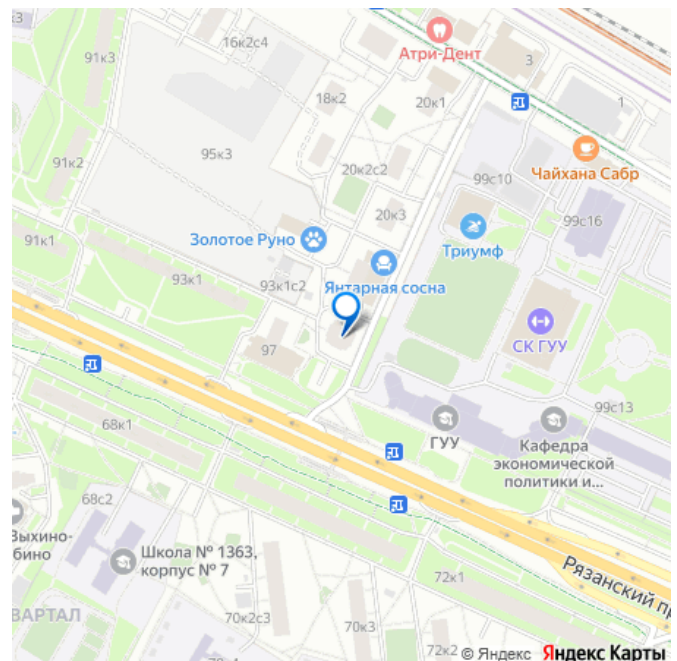 к3
16к2с4
Атри-Дент
3
91к3
18к2
20к1
1
95к3
91к2
20к2с2
99с10
Чайхана Сабр
20к3
99с16
91к1
Золотое Руно
Триумф
93к1
93к1с2
Янтарная сосна
СК ГУУ
97
99с13
68к1
ГУУ
Кафедра
экономической
политики и...
68с2
Выхино-
бино
Школа № 1363,
корпус № 7
Рязанский пр
72к1
ВАРТАЛ
70к2с3
70к3
72к2
© Яндекс Яндекс Карты